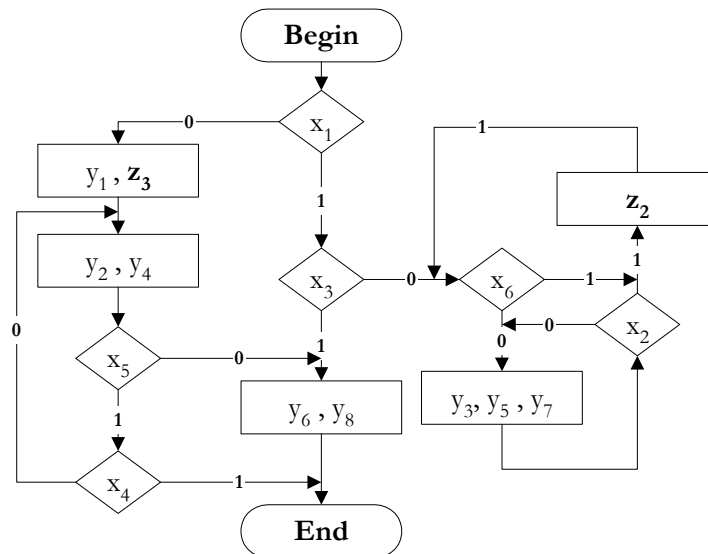 Begin
0
x₁
1
y₁ , z₃
1
z₂
y₂ , y₄
1
x₃
0
x₆
1
0
0
x₂
0
x₅
0
1
1
y₆ , y₈
y₃, y₅ , y₇
x₄
1
End